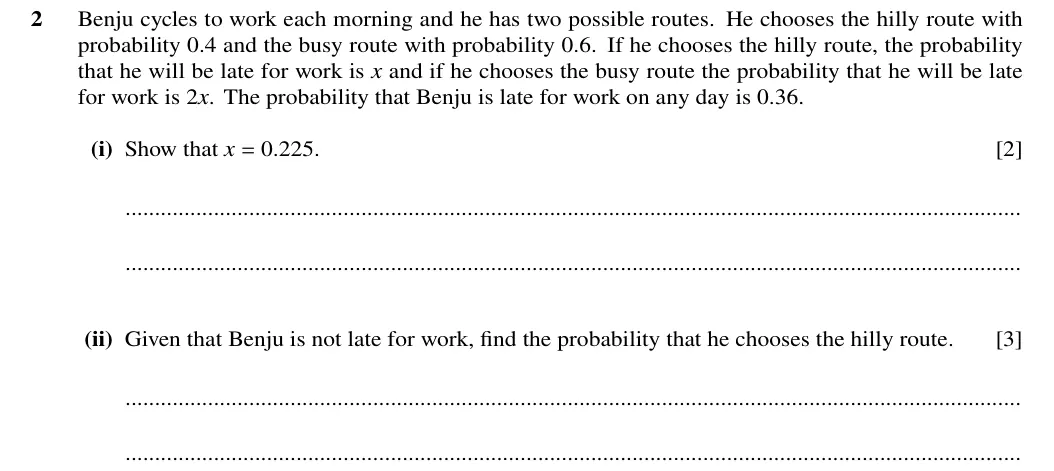 2 Benju cycles to work each morning and he has two possible routes. He chooses the hilly route with
probability 0.4 and the busy route with probability 0.6. If he chooses the hilly route, the probability
that he will be late for work is x and if he chooses the busy route the probability that he will be late
for work is 2x. The probability that Benju is late for work on any day is 0.36.
(i) Show that x = 0.225. [2]
(ii) Given that Benju is not late for work, find the probability that he chooses the hilly route. [3]